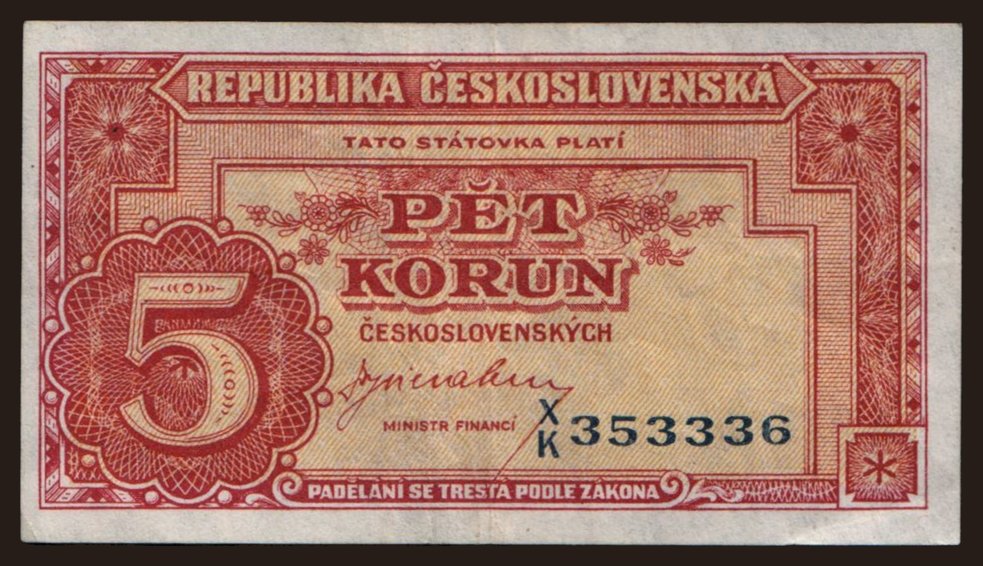 REPUBLIKA ČESKOSLOVENSKÁ
TATO STÁTOVKA PLATÍ
PĚT
KORUN
ČESKOSLOVENSKÝCH
5
MINISTR FINANCÍ
X/K 353336
PADĚLÁNÍ SE TRESTÁ PODLE ZÁKONA